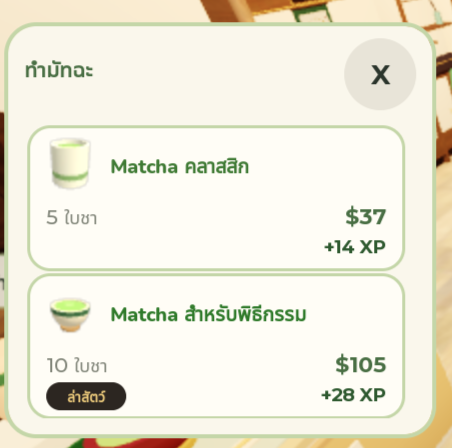 ทำมัทฉะ
X
Matcha คลาสสิก
5 ใบชา
$37
+14 XP
Matcha สำหรับพิธีกรรม
10 ใบชา
$105
ล่าสัตว์
+28 XP